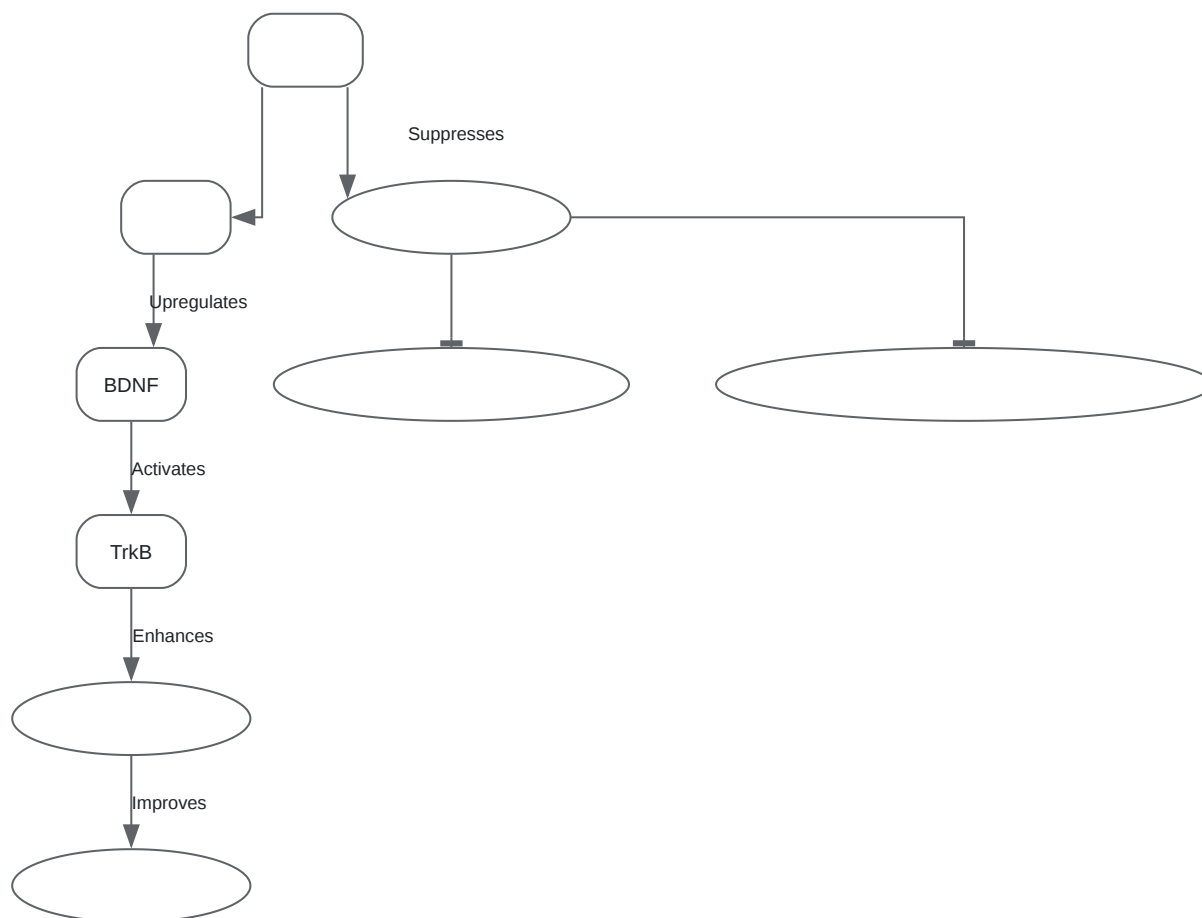 Suppresses
Upregulates
BDNF
Activates
TrkB
Enhances
Improves